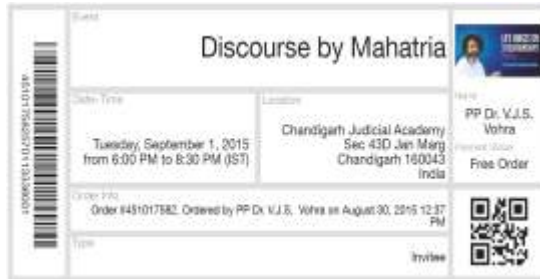 Event
Discourse by Mahatria
Date+Time
Tuesday, September 1, 2015
from 6:00 PM to 8:30 PM (IST)
Location
Chandigarh Judicial Academy
Sec 43D Jan Marg
Chandigarh 160043
India
Name
PP Dr. V.J.S.
Vohra
Payment Status
Free Order
Order Info
Order #451017582. Ordered by PP Dr. V.J.S. Vohra on August 30, 2015 12:37
PM
Type
Invitee